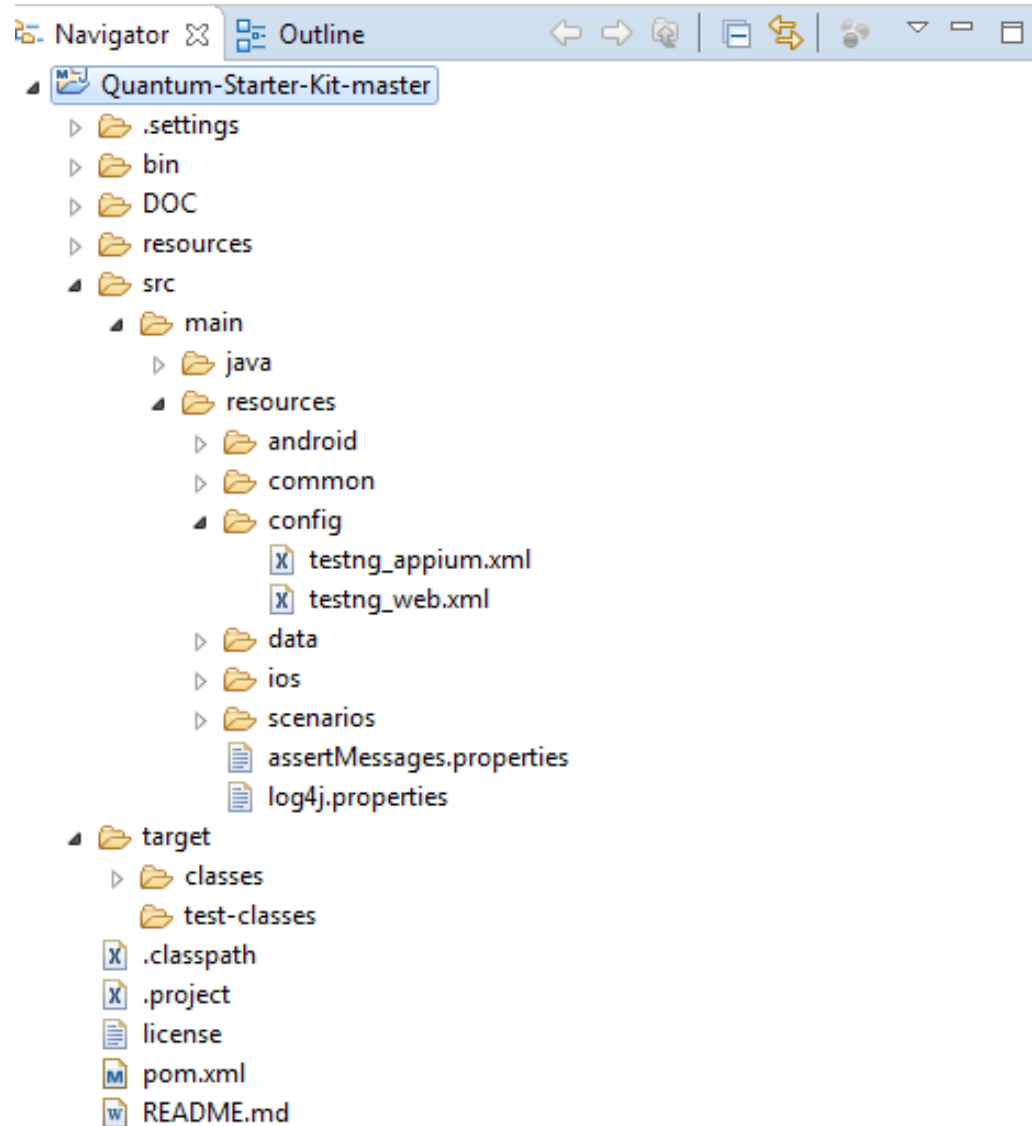 Navigator Outline
Quantum-Starter-Kit-master
.settings
bin
DOC
resources
src
main
java
resources
android
common
config
testng_appium.xml
testng_web.xml
data
ios
scenarios
assertMessages.properties
log4j.properties
target
classes
test-classes
.classpath
.project
license
pom.xml
README.md